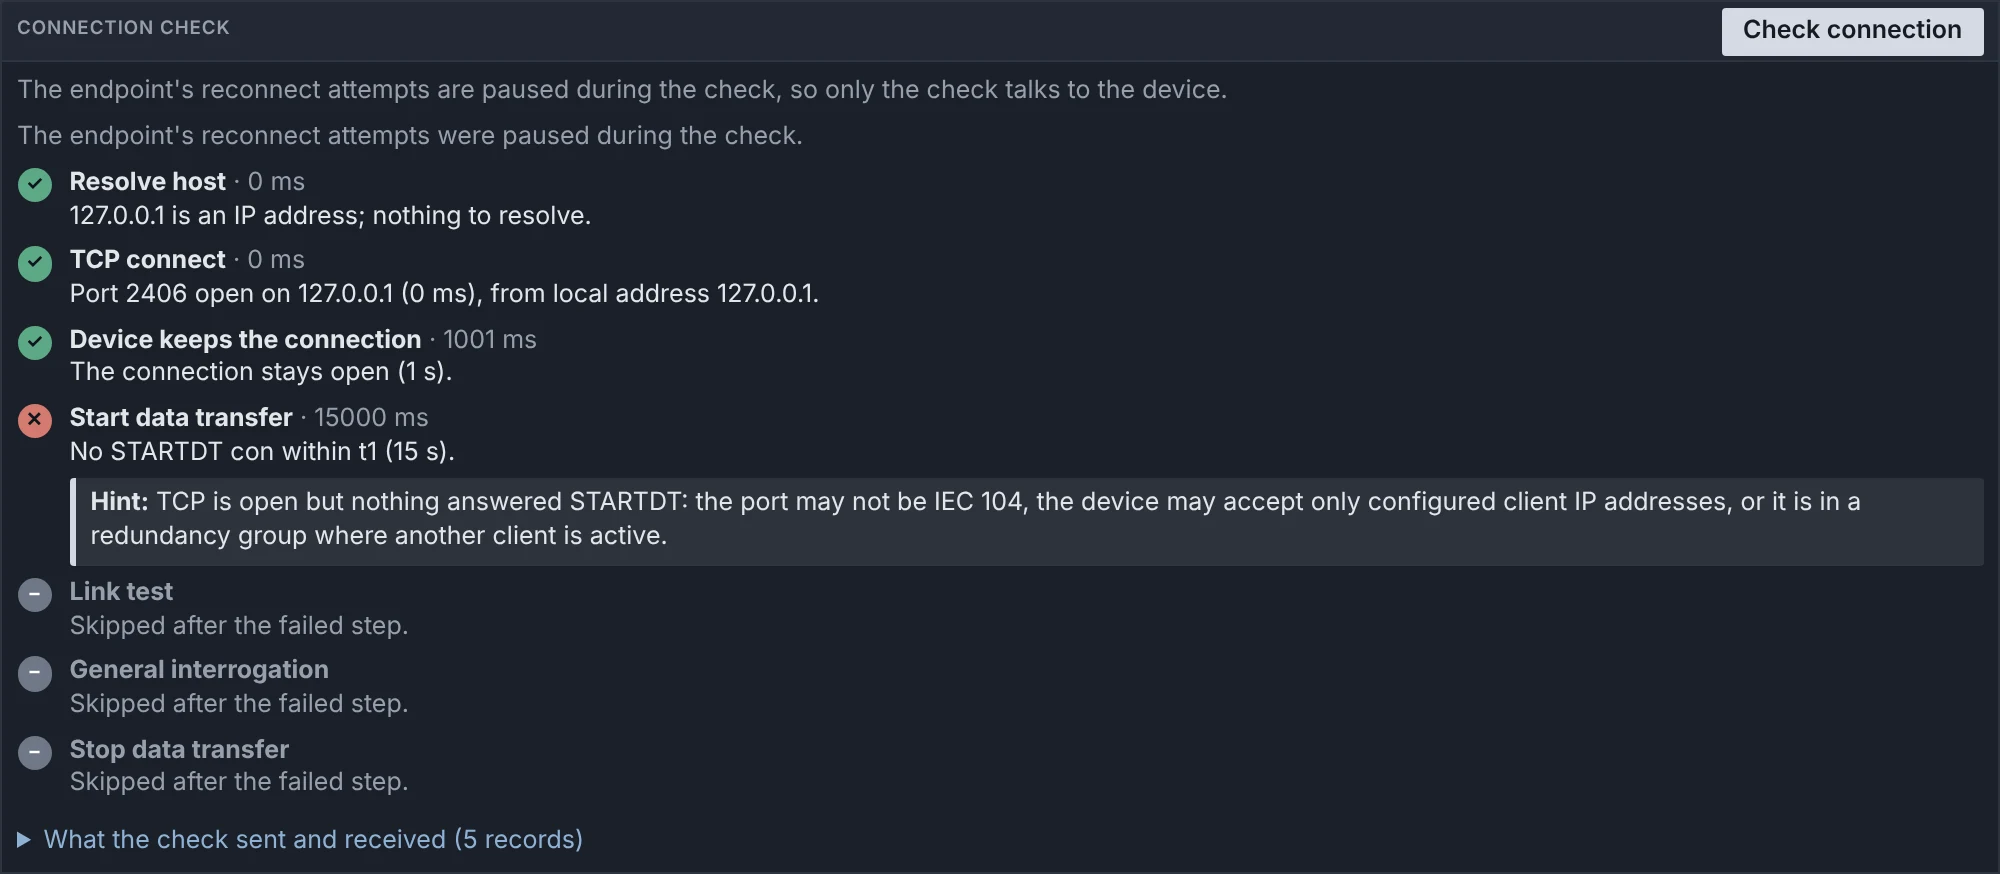 CONNECTION CHECK
Check connection
The endpoint's reconnect attempts are paused during the check, so only the check talks to the device.
The endpoint's reconnect attempts were paused during the check.
Resolve host · 0 ms
127.0.0.1 is an IP address; nothing to resolve.
TCP connect · 0 ms
Port 2406 open on 127.0.0.1 (0 ms), from local address 127.0.0.1.
Device keeps the connection · 1001 ms
The connection stays open (1 s).
Start data transfer · 15000 ms
No STARTDT con within t1 (15 s).
Hint: TCP is open but nothing answered STARTDT: the port may not be IEC 104, the device may accept only configured client IP addresses, or it is in a
redundancy group where another client is active.
Link test
Skipped after the failed step.
General interrogation
Skipped after the failed step.
Stop data transfer
Skipped after the failed step.
What the check sent and received (5 records)